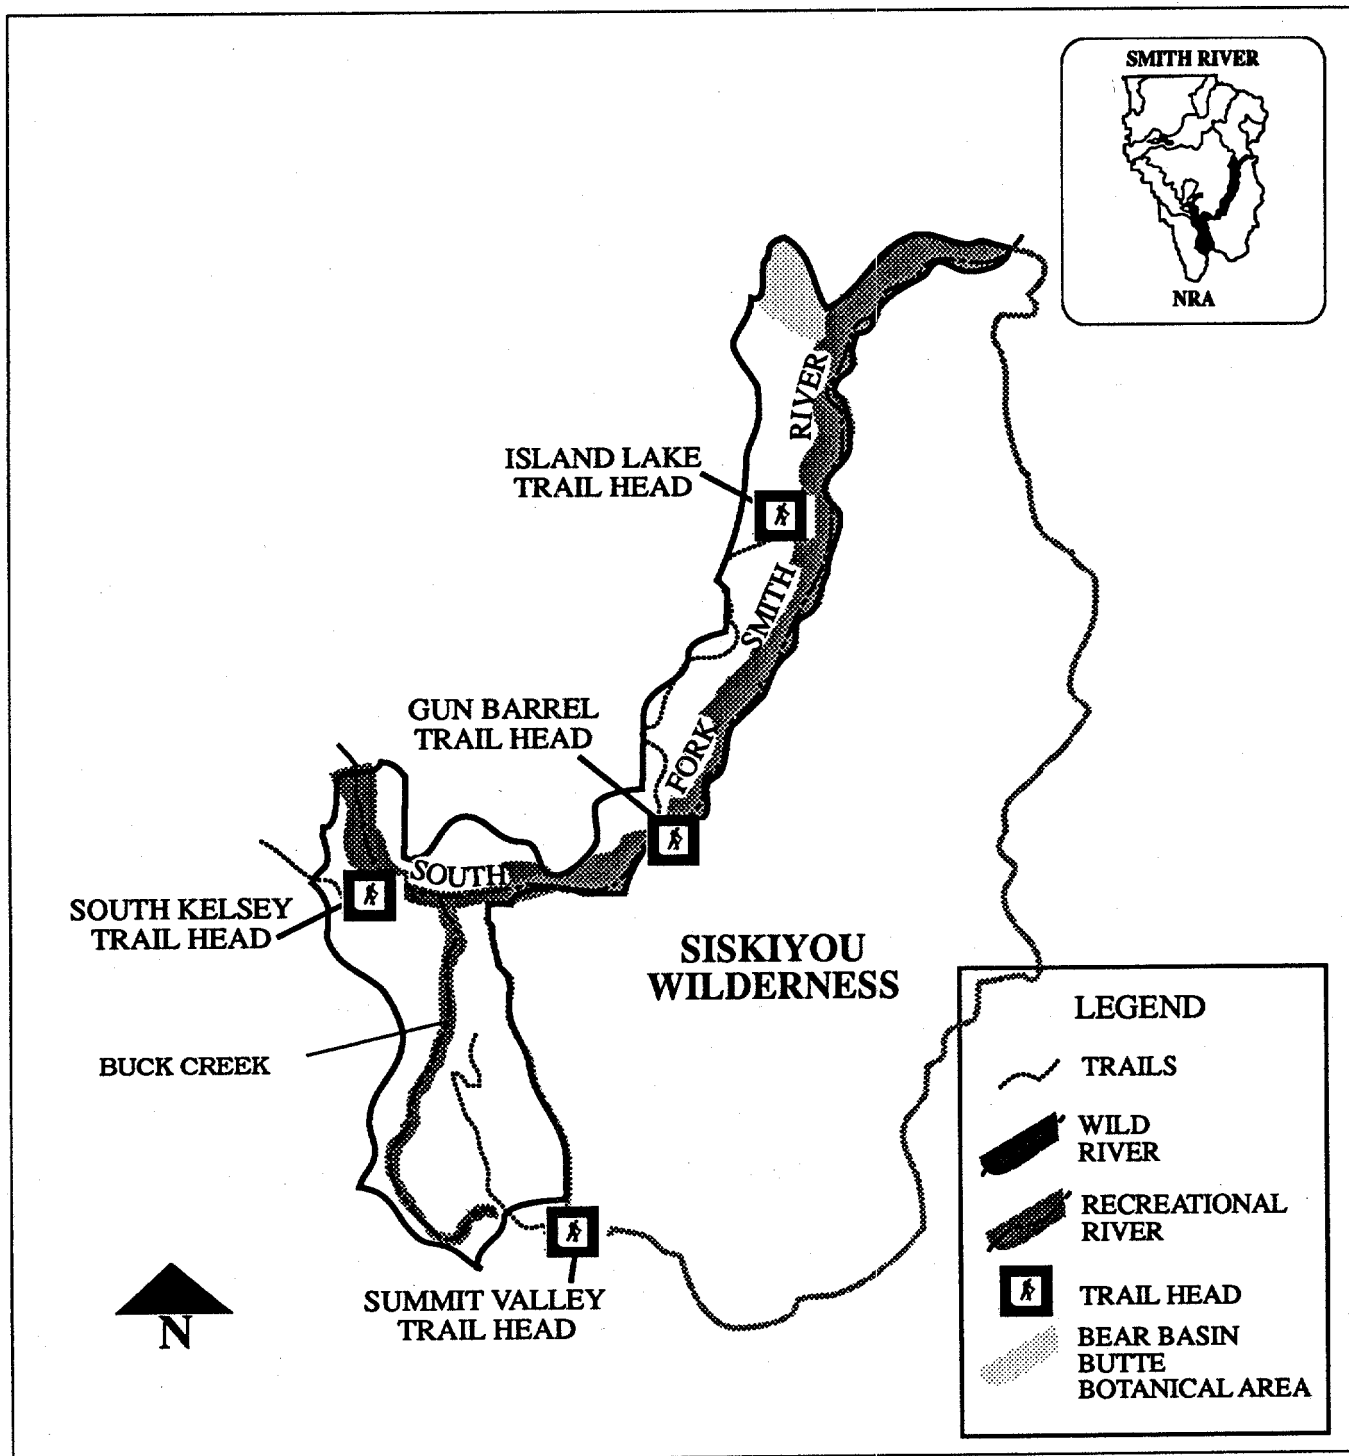 SMITH RIVER
NRA
RIVER
ISLAND LAKE
TRAIL HEAD
SMITH
GUN BARREL
TRAIL HEAD
FORK
SOUTH
SOUTH KELSEY
TRAIL HEAD
SISKIYOU
WILDERNESS
BUCK CREEK
SUMMIT VALLEY
TRAIL HEAD
N
LEGEND
TRAILS
WILD
RIVER
RECREATIONAL
RIVER
TRAIL HEAD
BEAR BASIN
BUTTE
BOTANICAL AREA